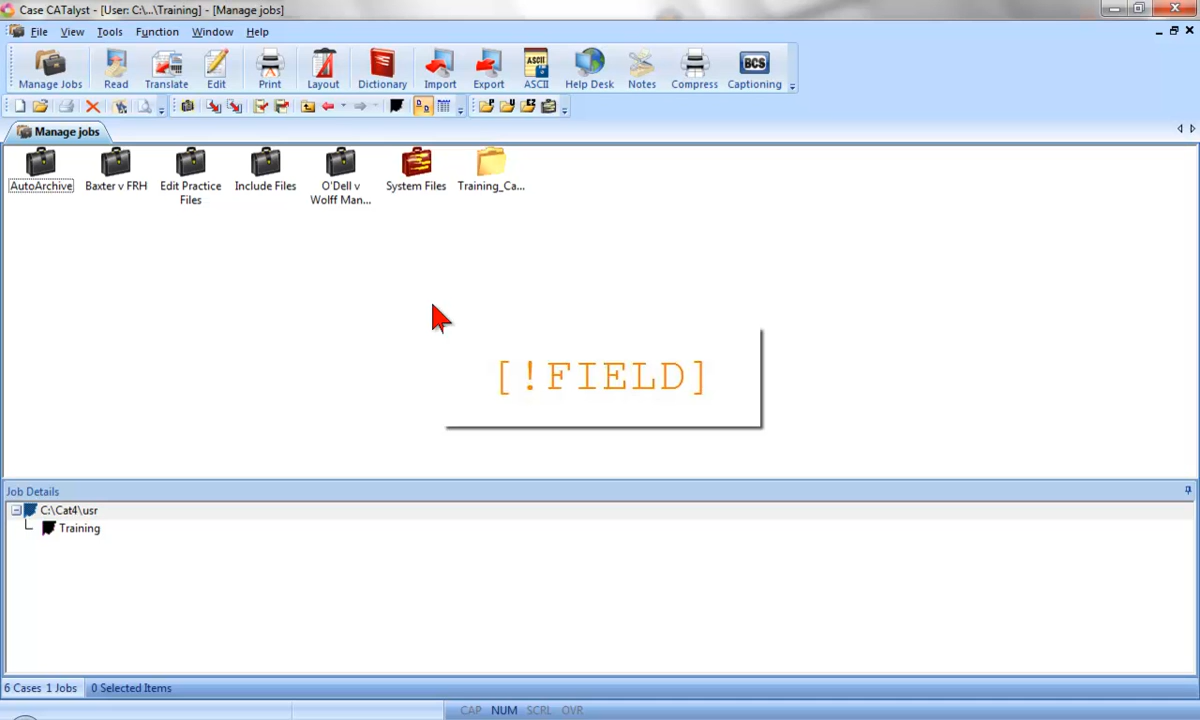 Case CATalyst - [User: C:\...\Training] - [Manage jobs]
File View Tools Function Window Help
Manage Jobs Read Translate Edit Print Layout Dictionary Import Export ASCII Help Desk Notes Compress Captioning
ASCII
BCS
Manage jobs
AutoArchive Baxter v FRH Edit Practice Files Include Files O'Dell v Wolff Man... System Files Training_Ca...
[!FIELD]
Job Details
C:\Cat4\usr
Training
6 Cases 1 Jobs 0 Selected Items
CAP NUM SCRL OVR